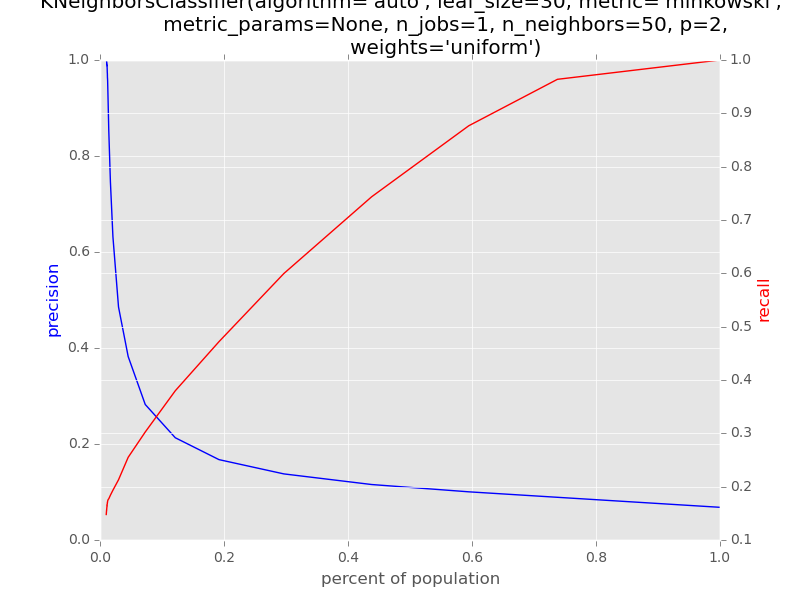 KNeighborsClassifier(algorithm='auto', leaf_size=30, metric='minkowski',
metric_params=None, n_jobs=1, n_neighbors=50, p=2,
weights='uniform')
1.0
0.8
0.6
0.4
0.2
0.0
precision
1.0
0.9
0.8
0.7
0.6
0.5
0.4
0.3
0.2
0.1
recall
0.0 0.2 0.4 0.6 0.8 1.0
percent of population